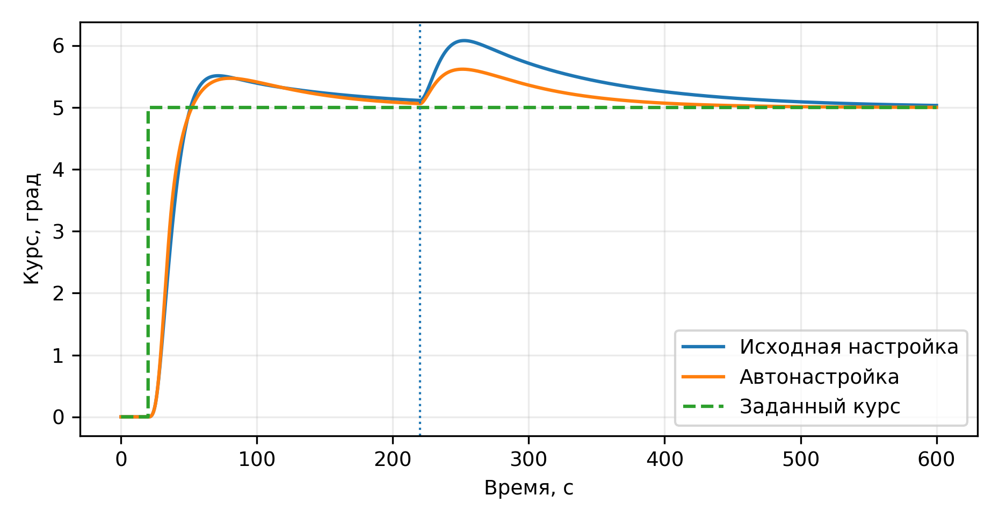 6
5
4
3
2
1
0
Курс, град
0 100 200 300 400 500 600
Время, с
Исходная настройка
Автонастройка
Заданный курс